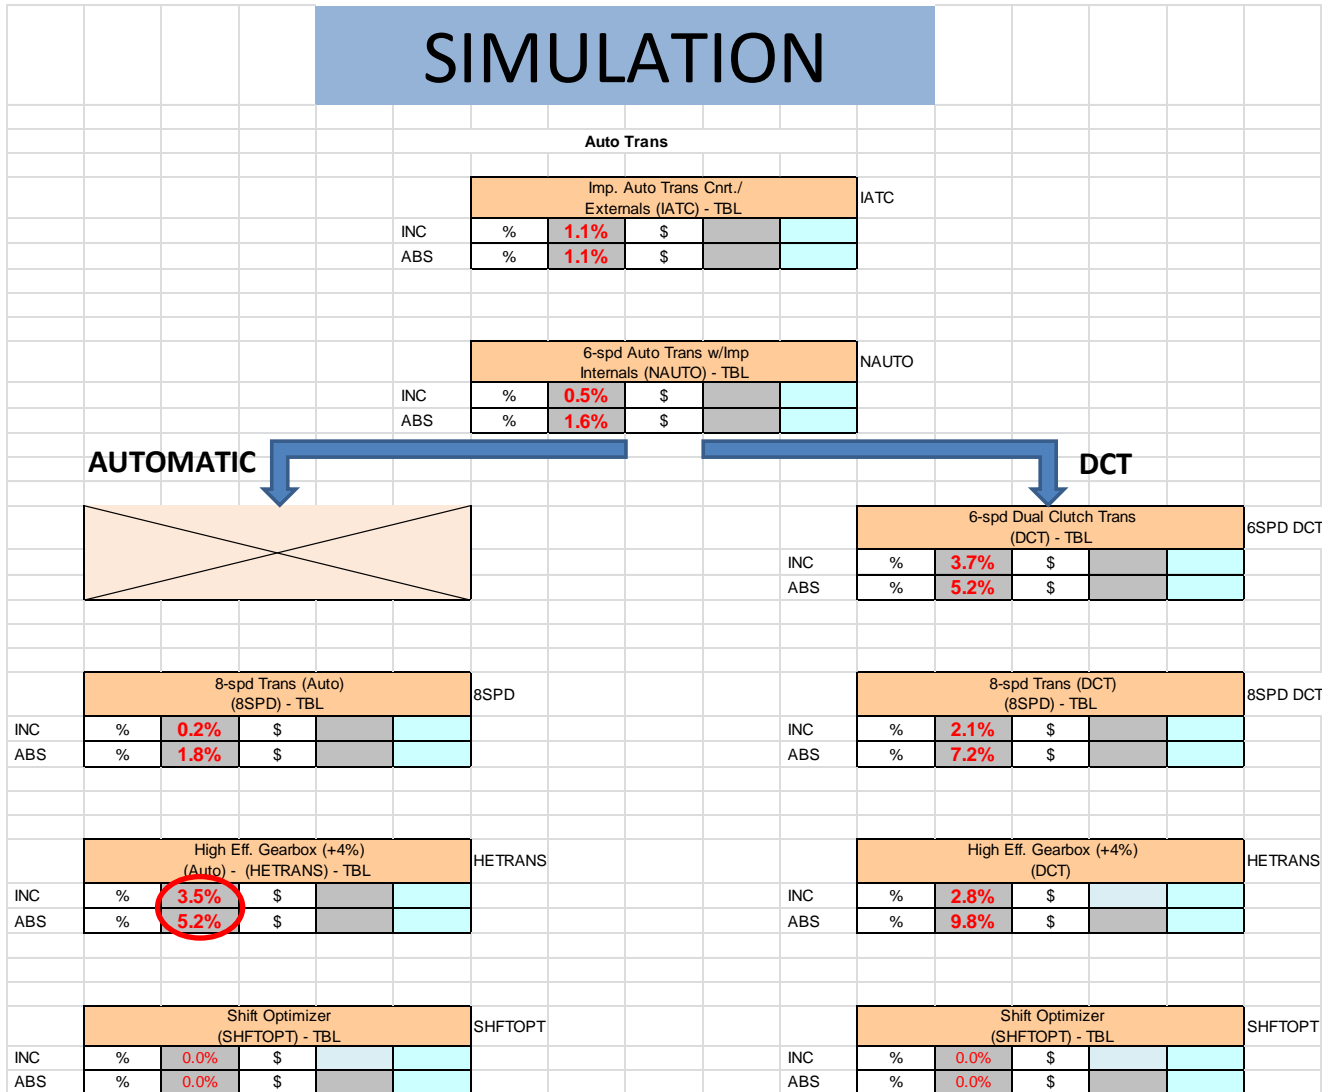 SIMULATION
Auto Trans
Imp. Auto Trans Cnrt./
Externals (IATC) - TBL
IATC
INC % 1.1% $
ABS % 1.1% $
6-spd Auto Trans w/Imp
Internals (NAUTO) - TBL
NAUTO
INC % 0.5% $
ABS % 1.6% $
AUTOMATIC
DCT
6-spd Dual Clutch Trans
(DCT) - TBL
6SPD DCT
INC % 3.7% $
ABS % 5.2% $
8-spd Trans (Auto)
(8SPD) - TBL
8SPD
INC % 0.2% $
ABS % 1.8% $
8-spd Trans (DCT)
(8SPD) - TBL
8SPD DCT
INC % 2.1% $
ABS % 7.2% $
High Eff. Gearbox (+4%)
(Auto) - (HETRANS) - TBL
HETRANS
INC % 3.5% $
ABS % 5.2% $
High Eff. Gearbox (+4%)
(DCT)
HETRANS
INC % 2.8% $
ABS % 9.8% $
Shift Optimizer
(SHFTOPT) - TBL
SHFTOPT
INC % 0.0% $
ABS % 0.0% $
Shift Optimizer
(SHFTOPT) - TBL
SHFTOPT
INC % 0.0% $
ABS % 0.0% $